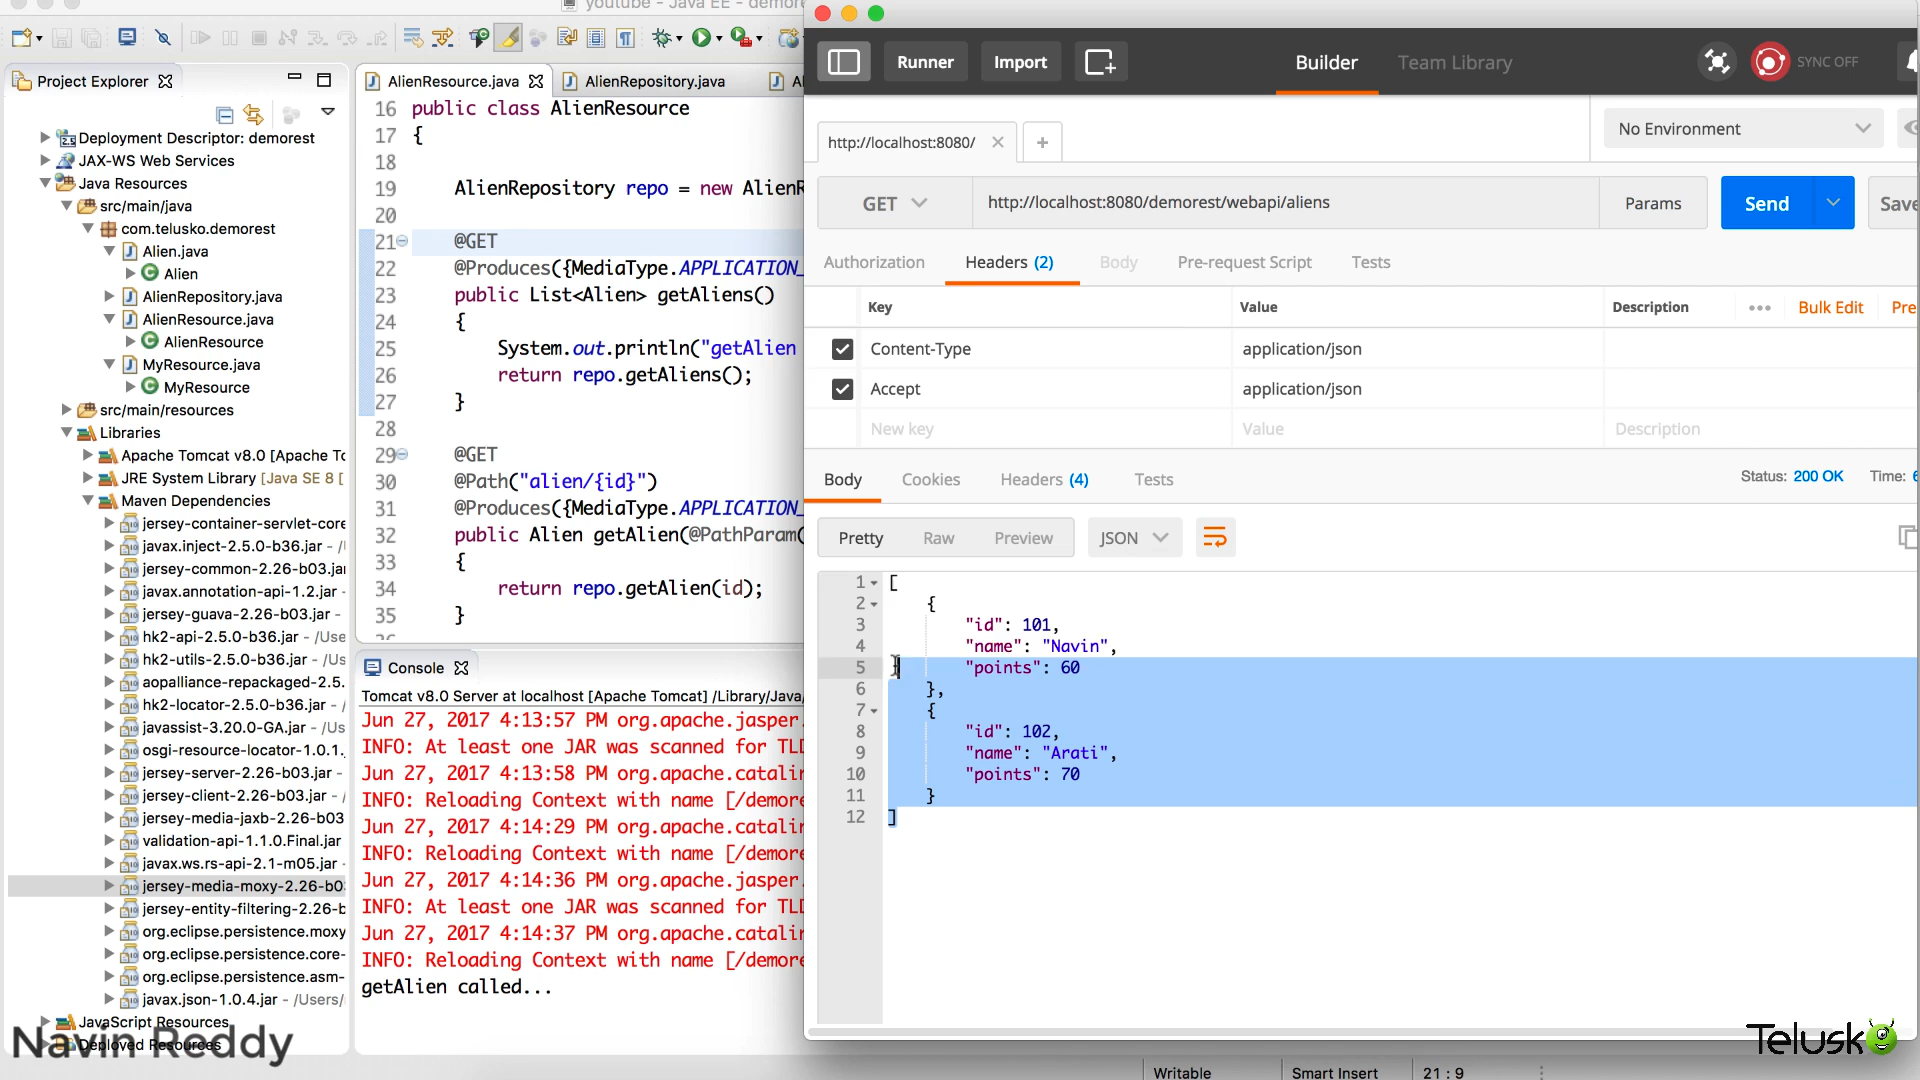 youtube - Java EE - demore
Project Explorer
Deployment Descriptor: demorest
JAX-WS Web Services
Java Resources
src/main/java
com.telusko.demorest
Alien.java
Alien
AlienRepository.java
AlienResource.java
AlienResource
MyResource.java
MyResource
src/main/resources
Libraries
Apache Tomcat v8.0 [Apache To
JRE System Library [Java SE 8 [
Maven Dependencies
jersey-container-servlet-core
javax.inject-2.5.0-b36.jar - /
jersey-common-2.26-b03.ja
javax.annotation-api-1.2.jar -
jersey-guava-2.26-b03.jar -
hk2-api-2.5.0-b36.jar - /Use
hk2-utils-2.5.0-b36.jar - /Us
aopalliance-repackaged-2.5.
hk2-locator-2.5.0-b36.jar - /
javassist-3.20.0-GA.jar - /Us
osgi-resource-locator-1.0.1.
jersey-server-2.26-b03.jar -
jersey-client-2.26-b03.jar - /
jersey-media-jaxb-2.26-b03
validation-api-1.1.0.Final.jar
javax.ws.rs-api-2.1-m05.jar -
jersey-media-moxy-2.26-b0
jersey-entity-filtering-2.26-b
org.eclipse.persistence.moxy
org.eclipse.persistence.core-
org.eclipse.persistence.asm-
javax.json-1.0.4.jar - /Users/
JavaScript Resources
Deployed Resources
Navin Reddy
AlienResource.java
AlienRepository.java
16 public class AlienResource
17 {
18
19 AlienRepository repo = new AlienR
20
21 @GET
22 @Produces({MediaType.APPLICATION_
23 public List<Alien> getAliens()
24 {
25 System.out.println("getAlien
26 return repo.getAliens();
27 }
28
29 @GET
30 @Path("alien/{id}")
31 @Produces({MediaType.APPLICATION_
32 public Alien getAlien(@PathParam(
33 {
34 return repo.getAlien(id);
35 }
Console
Tomcat v8.0 Server at localhost [Apache Tomcat] /Library/Java/
Jun 27, 2017 4:13:57 PM org.apache.jasper.
INFO: At least one JAR was scanned for TLD
Jun 27, 2017 4:13:58 PM org.apache.catalin
INFO: Reloading Context with name [/demore
Jun 27, 2017 4:14:29 PM org.apache.catalin
INFO: Reloading Context with name [/demore
Jun 27, 2017 4:14:36 PM org.apache.jasper.
INFO: At least one JAR was scanned for TLD
Jun 27, 2017 4:14:37 PM org.apache.catalin
INFO: Reloading Context with name [/demore
getAlien called...
Runner Import Builder Team Library SYNC OFF
http://localhost:8080/ No Environment
GET http://localhost:8080/demorest/webapi/aliens Params Send Save
Authorization Headers (2) Body Pre-request Script Tests
Key Value Description Bulk Edit Pre
Content-Type application/json
Accept application/json
New key Value Description
Body Cookies Headers (4) Tests Status: 200 OK Time: 6
Pretty Raw Preview JSON
1 [
2 {
3 "id": 101,
4 "name": "Navin",
5 "points": 60
6 },
7 {
8 "id": 102,
9 "name": "Arati",
10 "points": 70
11 }
12 ]
Telusko
Writable Smart Insert 21 : 9